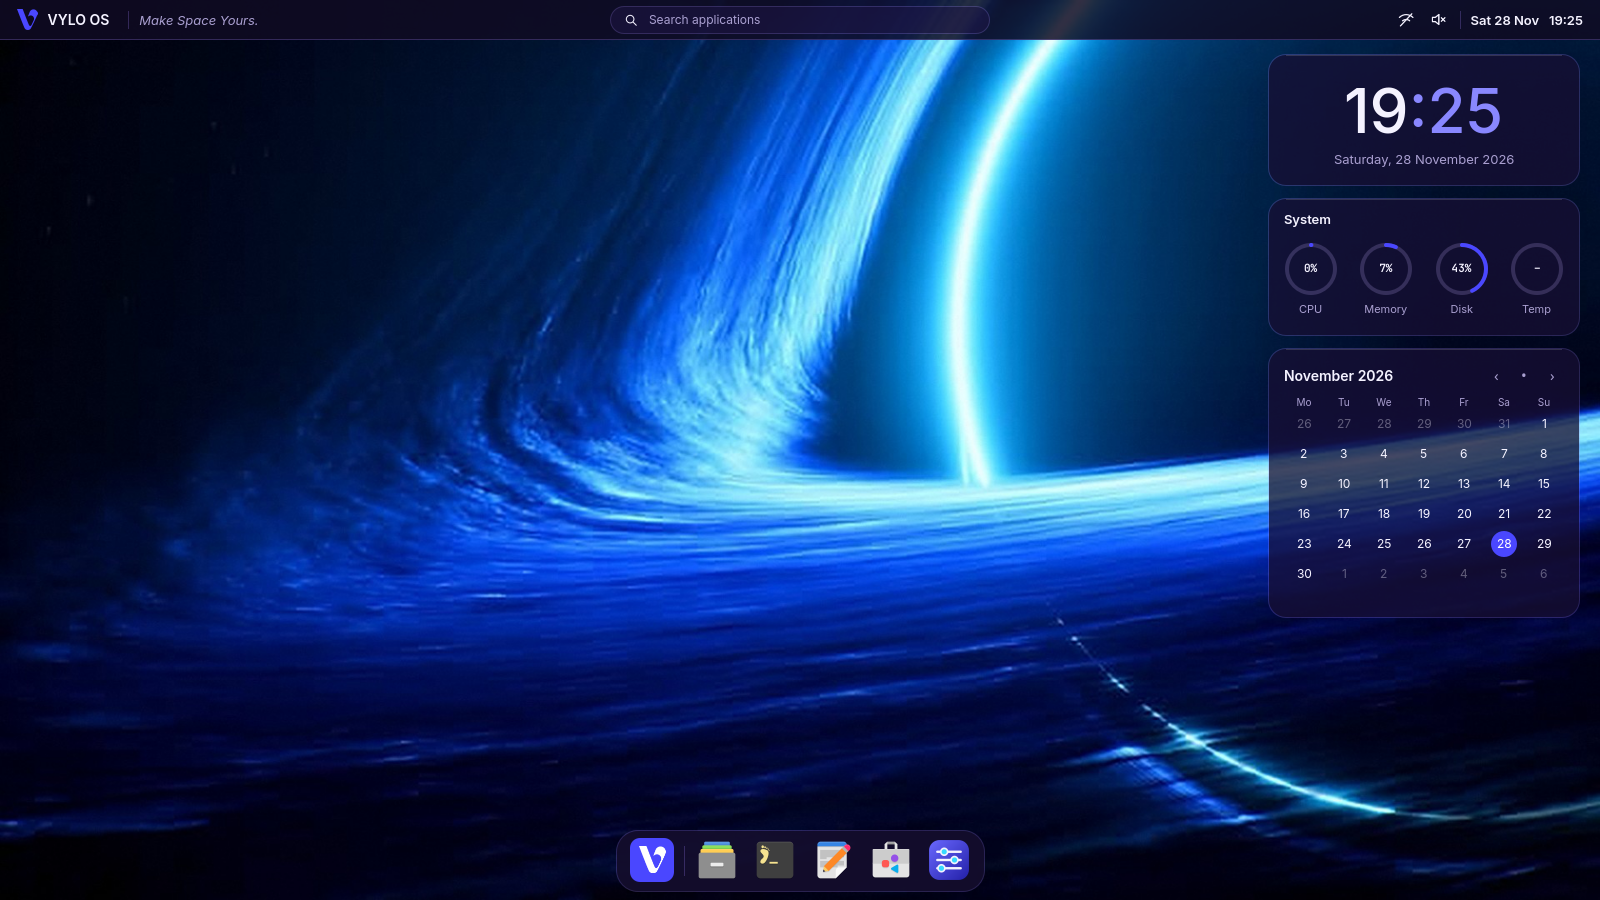 VYLO OS
Make Space Yours.
Search applications
Sat 28 Nov 19:25
19:25
Saturday, 28 November 2026
System
0% 7% 43% –
CPU Memory Disk Temp
November 2026 ‹ • ›
Mo Tu We Th Fr Sa Su
26 27 28 29 30 31 1
2 3 4 5 6 7 8
9 10 11 12 13 14 15
16 17 18 19 20 21 22
23 24 25 26 27 28 29
30 1 2 3 4 5 6